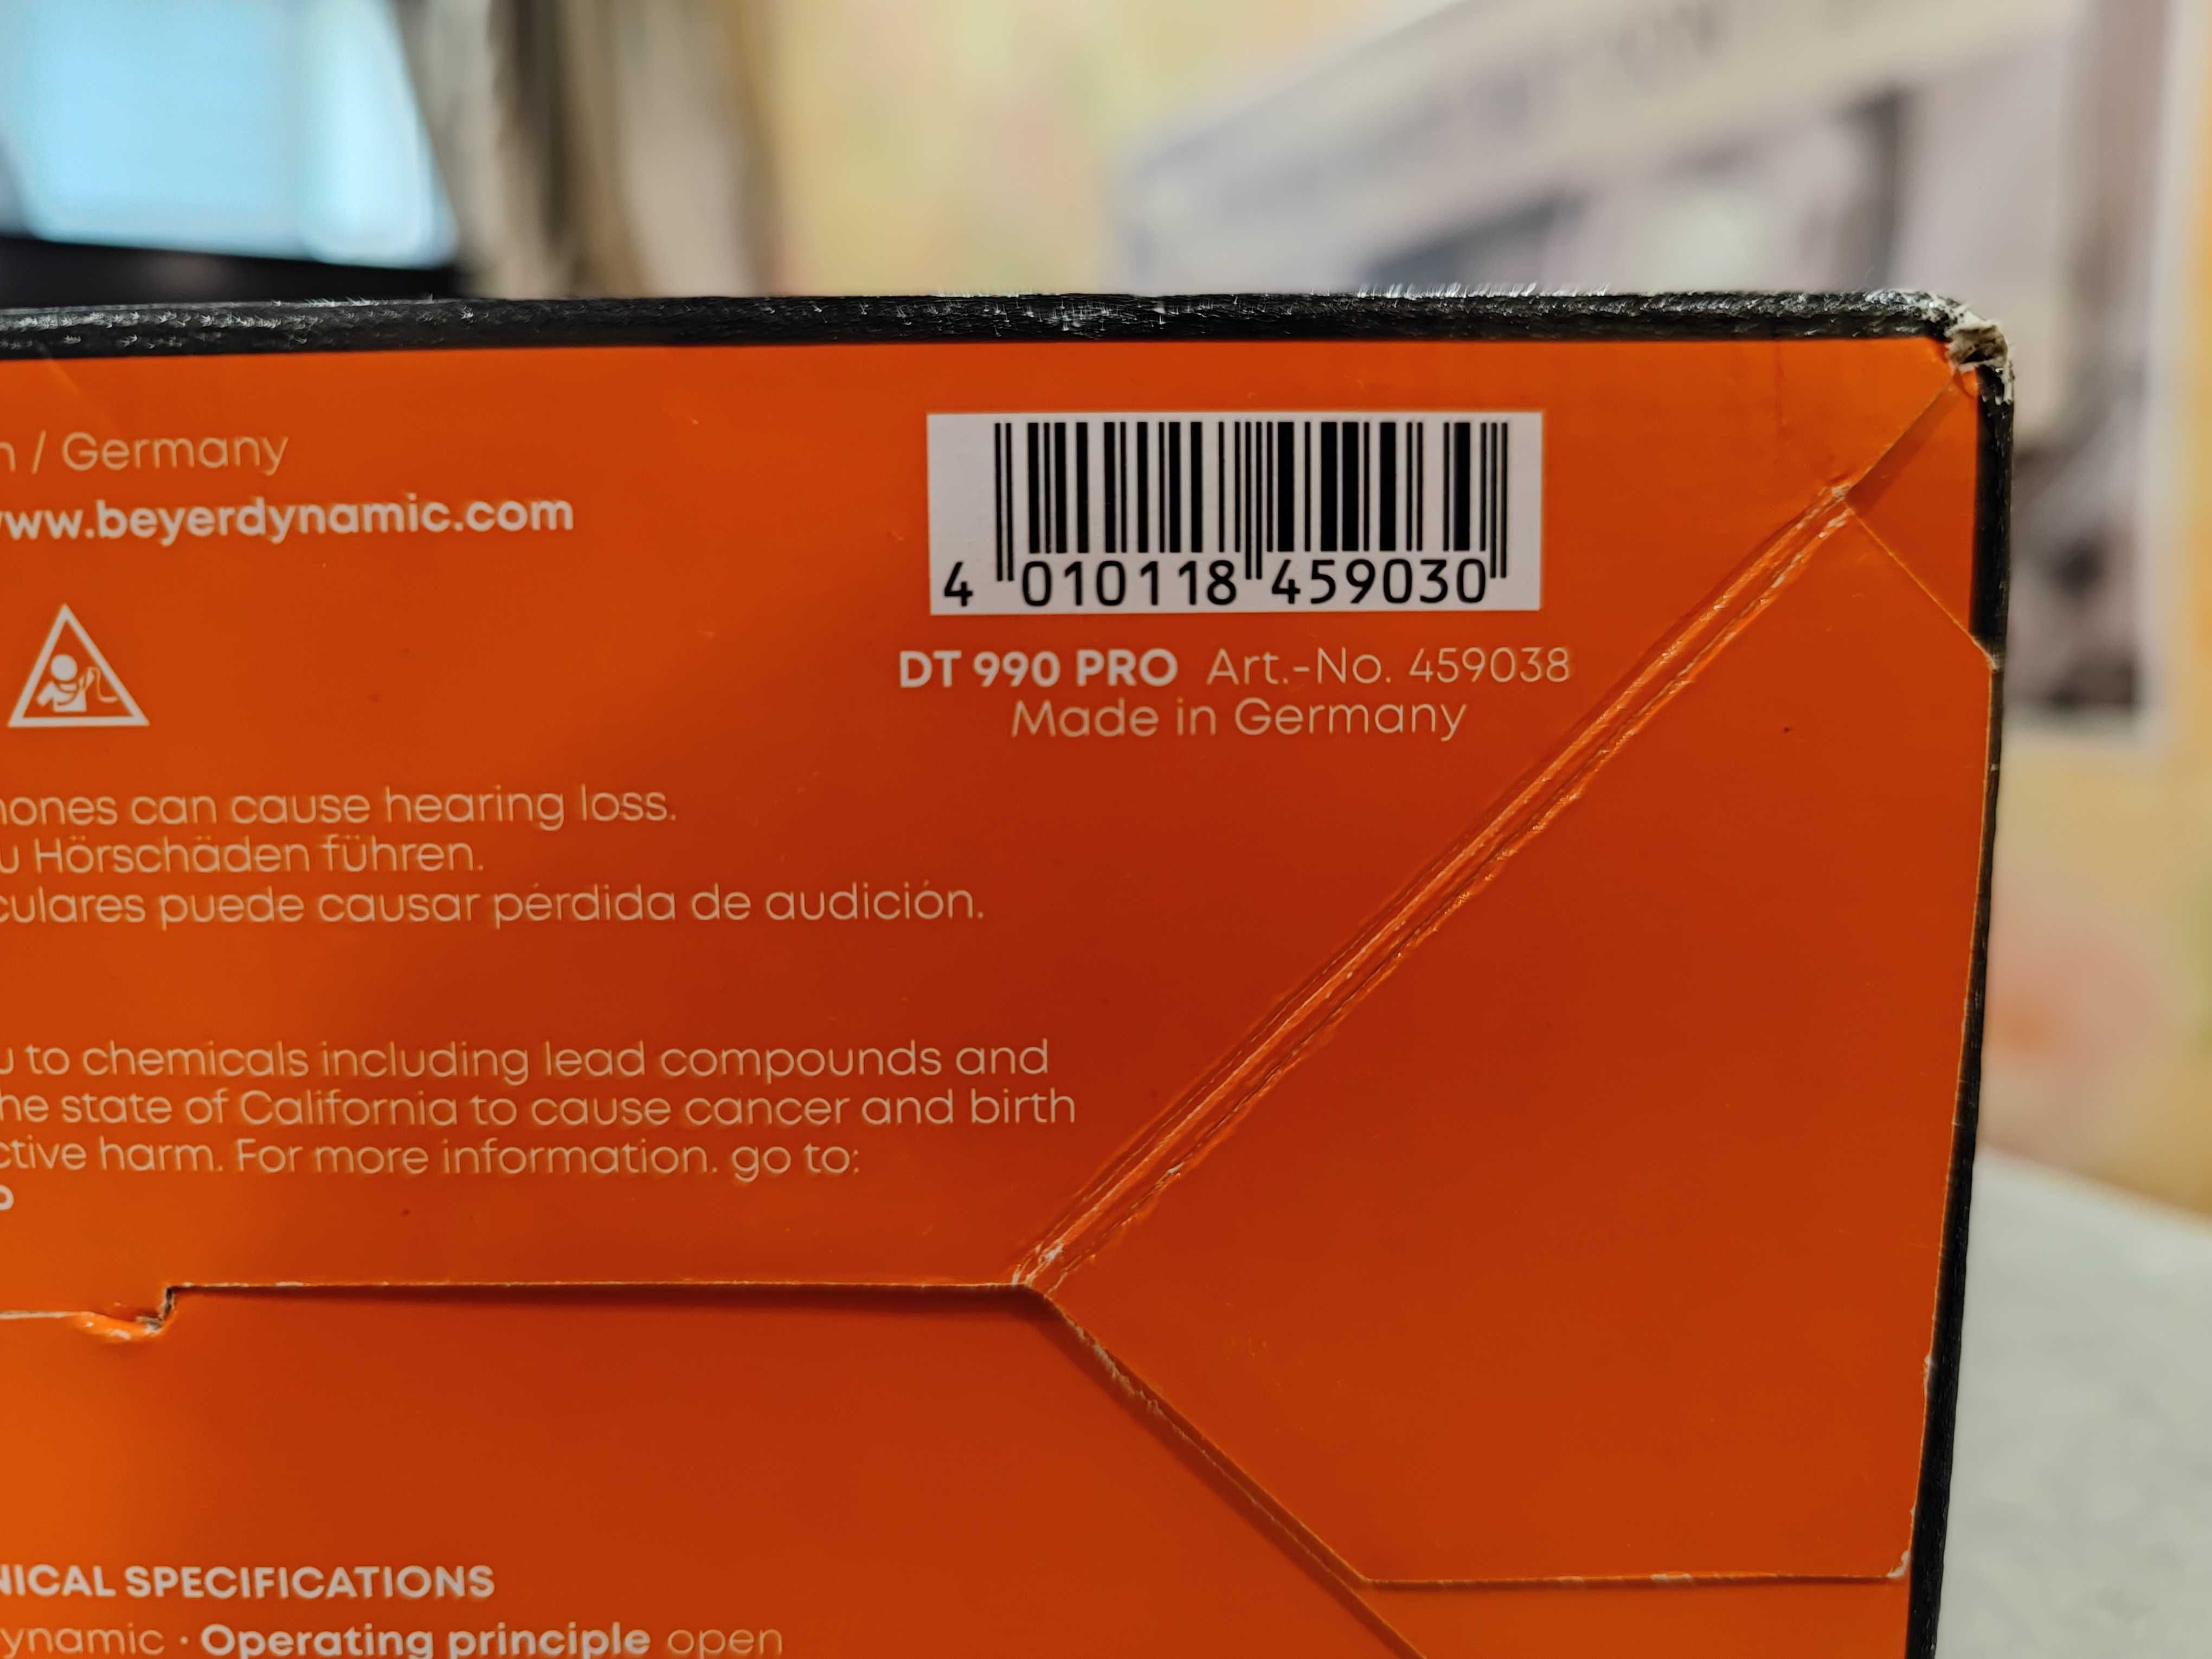 n / Germany
www.beyerdynamic.com
4 010118 459030
DT 990 PRO Art.-No. 459038
Made in Germany
hones can cause hearing loss.
u Hörschäden führen.
culares puede causar pérdida de audición.
u to chemicals including lead compounds and
he state of California to cause cancer and birth
ctive harm. For more information. go to:
NICAL SPECIFICATIONS
ynamic · Operating principle open